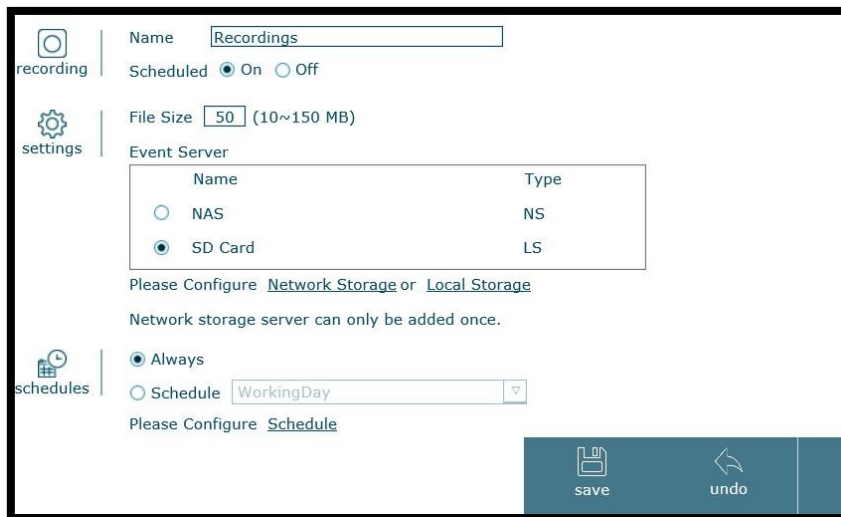 recording
Name Recordings
Scheduled On Off
settings
File Size 50 (10~150 MB)
Event Server
Name Type
NAS NS
SD Card LS
Please Configure Network Storage or Local Storage
Network storage server can only be added once.
schedules
Always
Schedule WorkingDay
Please Configure Schedule
save undo